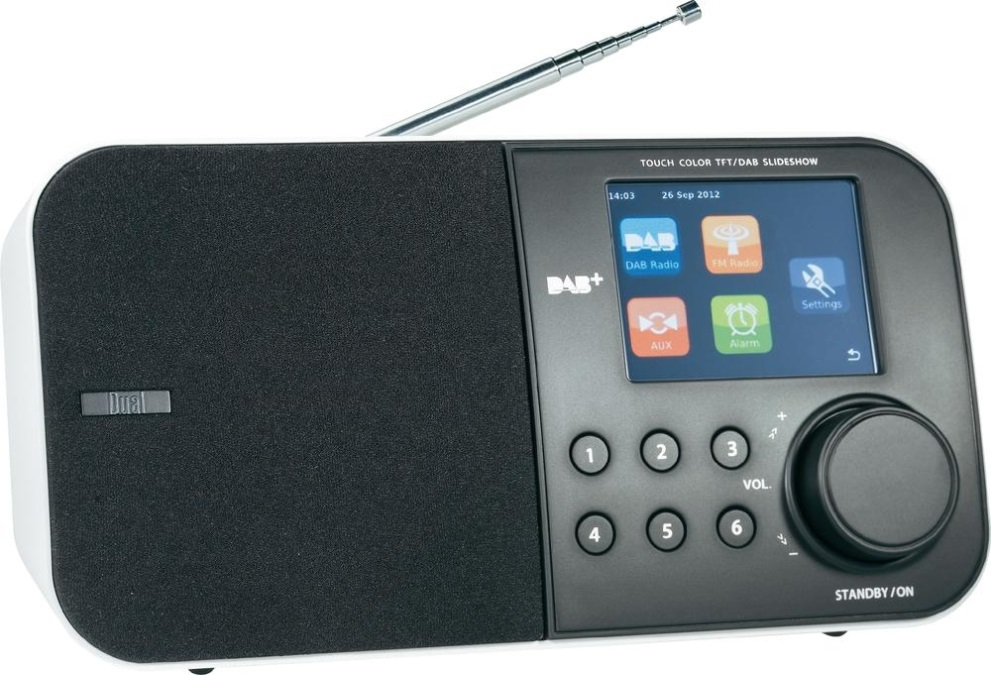 TOUCH COLOR TFT/DAB SLIDESHOW
14:03 26 Sep 2012
DAB
DAB Radio
FM Radio
DAB+
Settings
AUX
Alarm
Dual
1 2 3
VOL.
+
4 5 6
−
STANDBY/ON